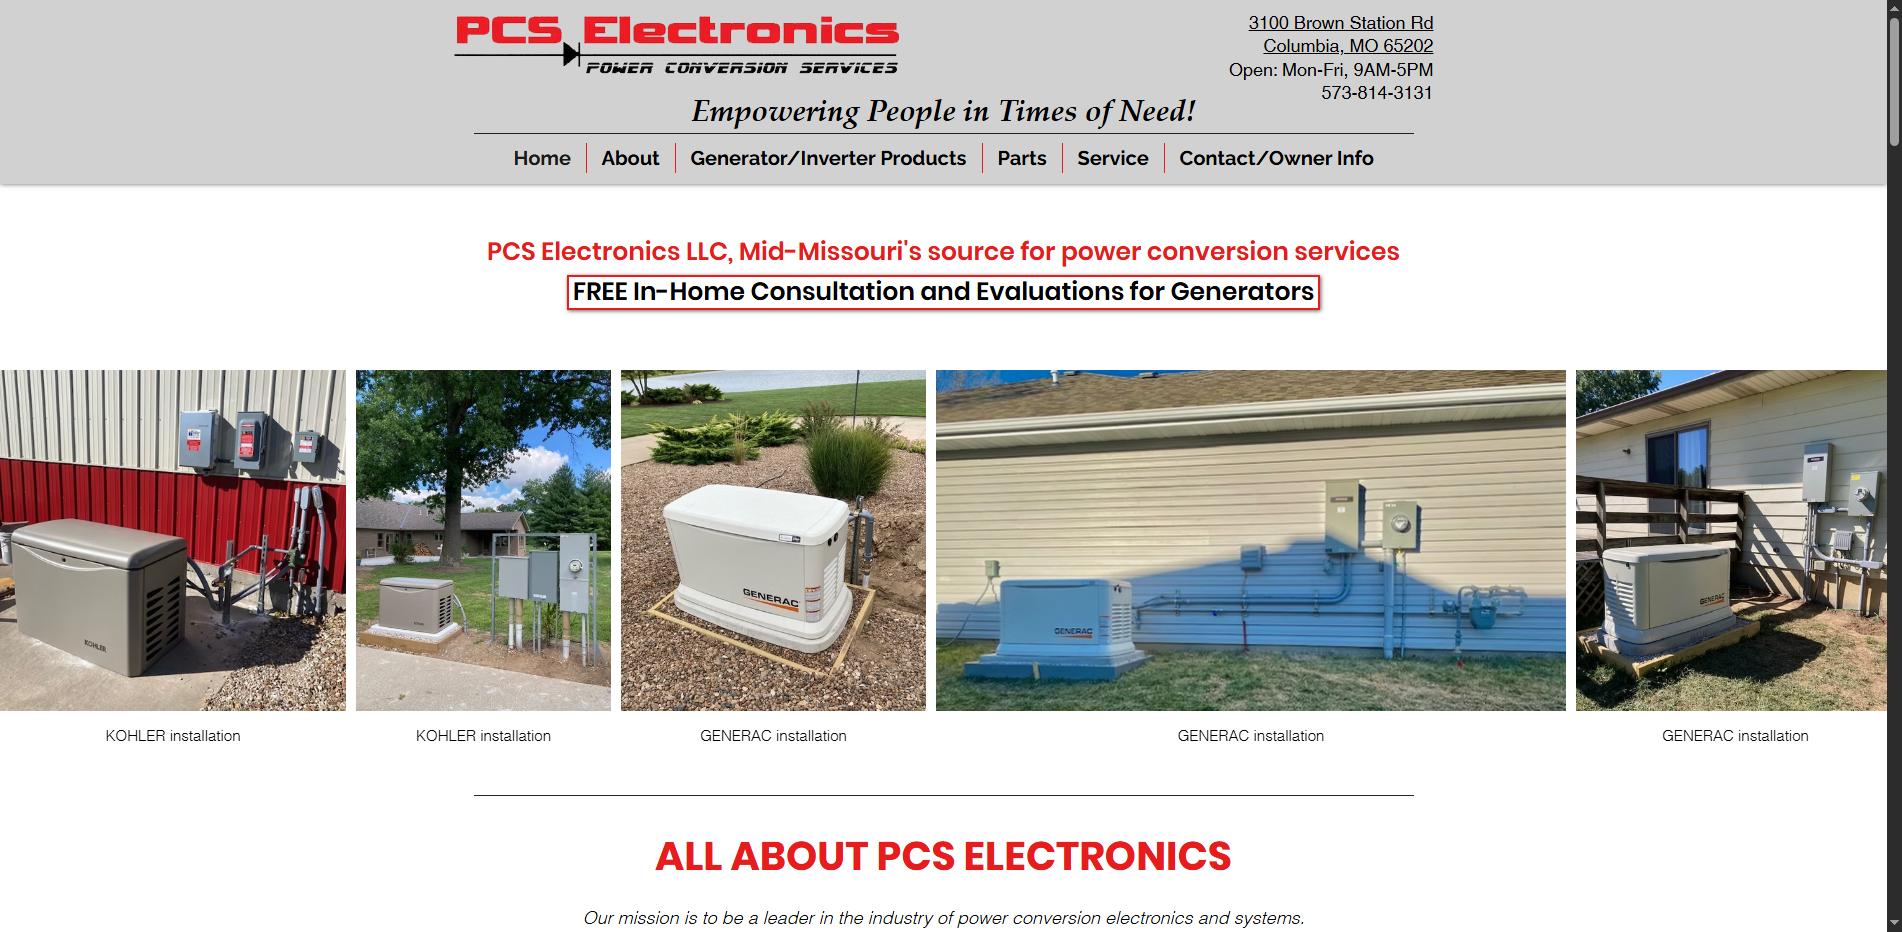 PCS Electronics
POWER CONVERSION SERVICES
3100 Brown Station Rd
Columbia, MO 65202
Open: Mon-Fri, 9AM-5PM
573-814-3131
Empowering People in Times of Need!
Home
About
Generator/Inverter Products
Parts
Service
Contact/Owner Info
PCS Electronics LLC, Mid-Missouri's source for power conversion services
FREE In-Home Consultation and Evaluations for Generators
KOHLER
GENERAC
GENERAC
GENERAC
KOHLER installation
KOHLER installation
GENERAC installation
GENERAC installation
GENERAC installation
ALL ABOUT PCS ELECTRONICS
Our mission is to be a leader in the industry of power conversion electronics and systems.